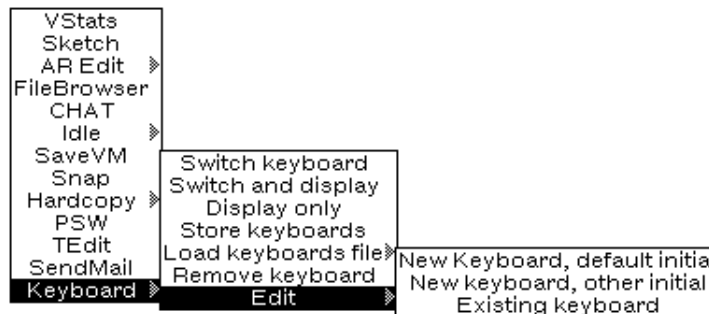 VStats
Sketch
AR Edit
FileBrowser
CHAT
Idle
SaveVM
Snap
Hardcopy
PSW
TEdit
SendMail
Keyboard
Switch keyboard
Switch and display
Display only
Store keyboards
Load keyboards file
Remove keyboard
Edit
New Keyboard, default initia
New keyboard, other initial
Existing keyboard